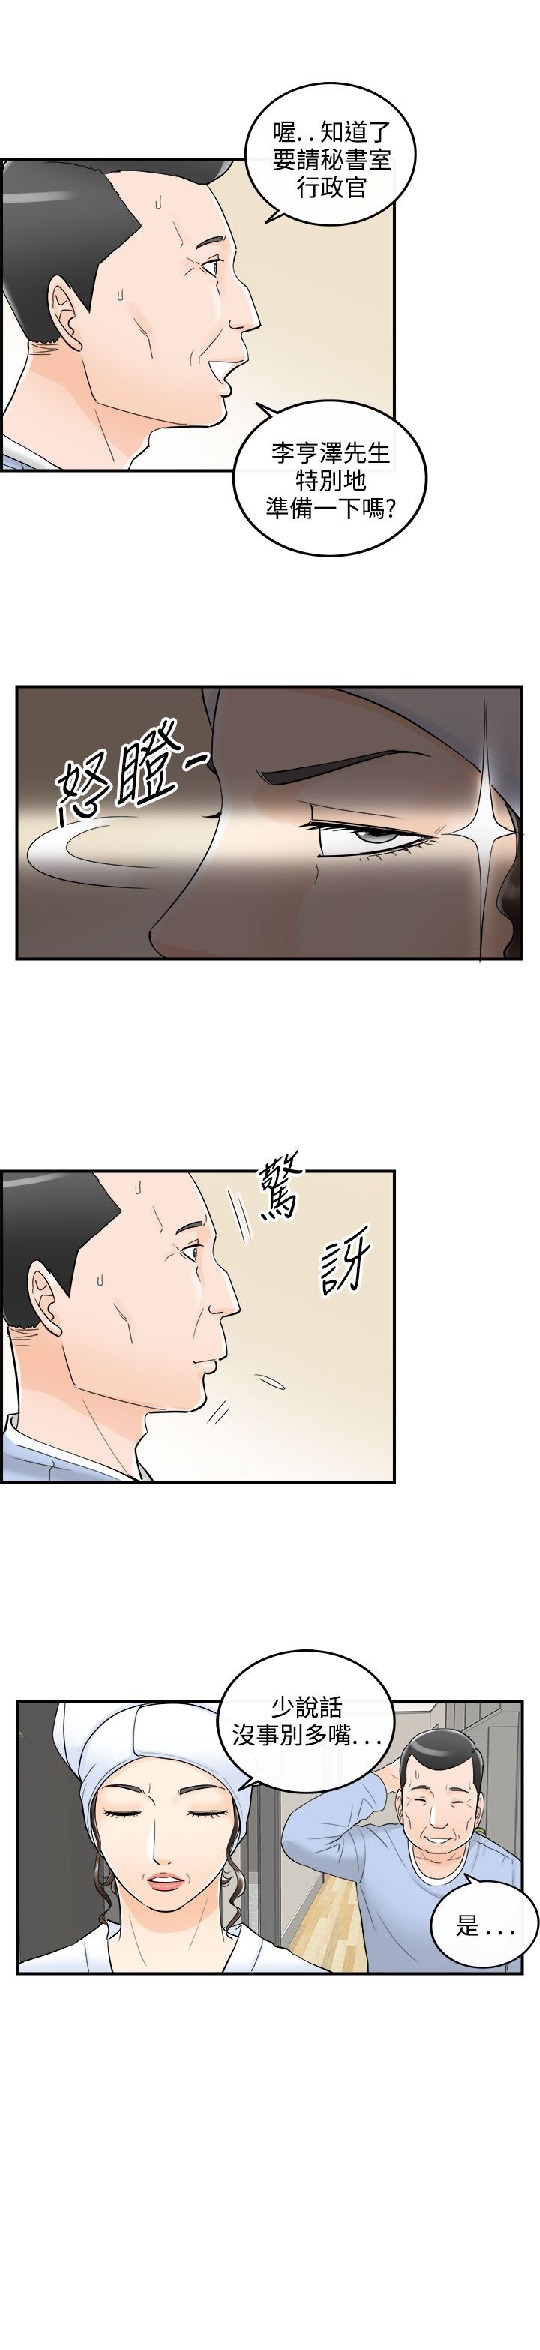 喔..知道了
要請秘書室
行政官
李亨澤先生
特別地
準備一下嗎?
怒瞪-
驚
訝
少說話
沒事別多嘴...
是...